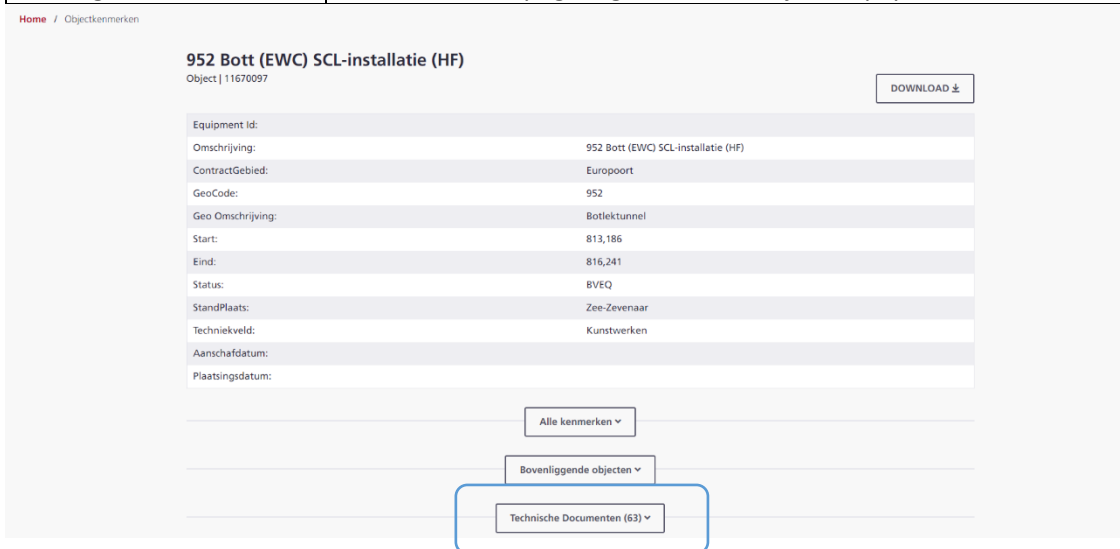 Home / Objectkenmerken
952 Bott (EWC) SCL-installatie (HF)
Object | 11670097
DOWNLOAD
Equipment Id:
Omschrijving: 952 Bott (EWC) SCL-installatie (HF)
ContractGebied: Europoort
GeoCode: 952
Geo Omschrijving: Botlektunnel
Start: 813,186
Eind: 816,241
Status: BVEQ
StandPlaats: Zee-Zevenaar
Techniekveld: Kunstwerken
Aanschafdatum:
Plaatsingsdatum:
Alle kenmerken
Bovenliggende objecten
Technische Documenten (63)